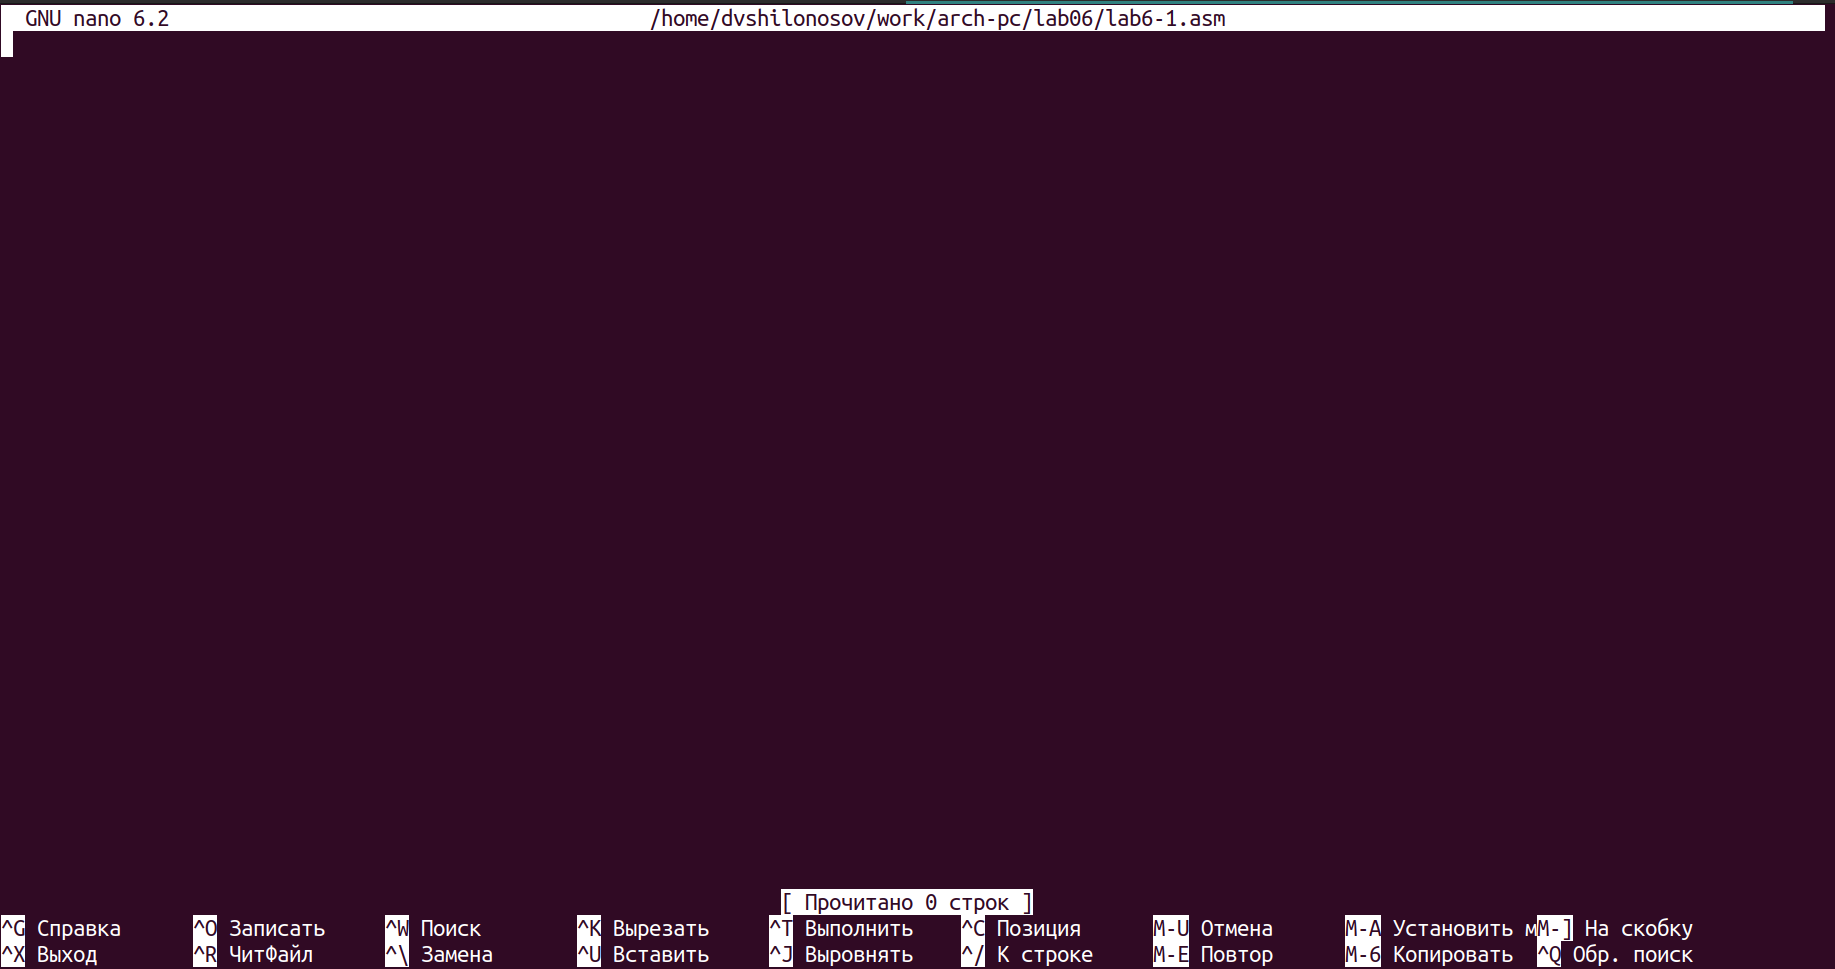 GNU nano 6.2 /home/dvshilonosov/work/arch-pc/lab06/lab6-1.asm
[ Прочитано 0 строк ]
^G Справка ^O Записать ^W Поиск ^K Вырезать ^T Выполнить ^C Позиция M-U Отмена M-A Установить мM-] На скобку
^X Выход ^R ЧитФайл ^\ Замена ^U Вставить ^J Выровнять ^/ К строке M-E Повтор M-6 Копировать ^Q Обр. поиск